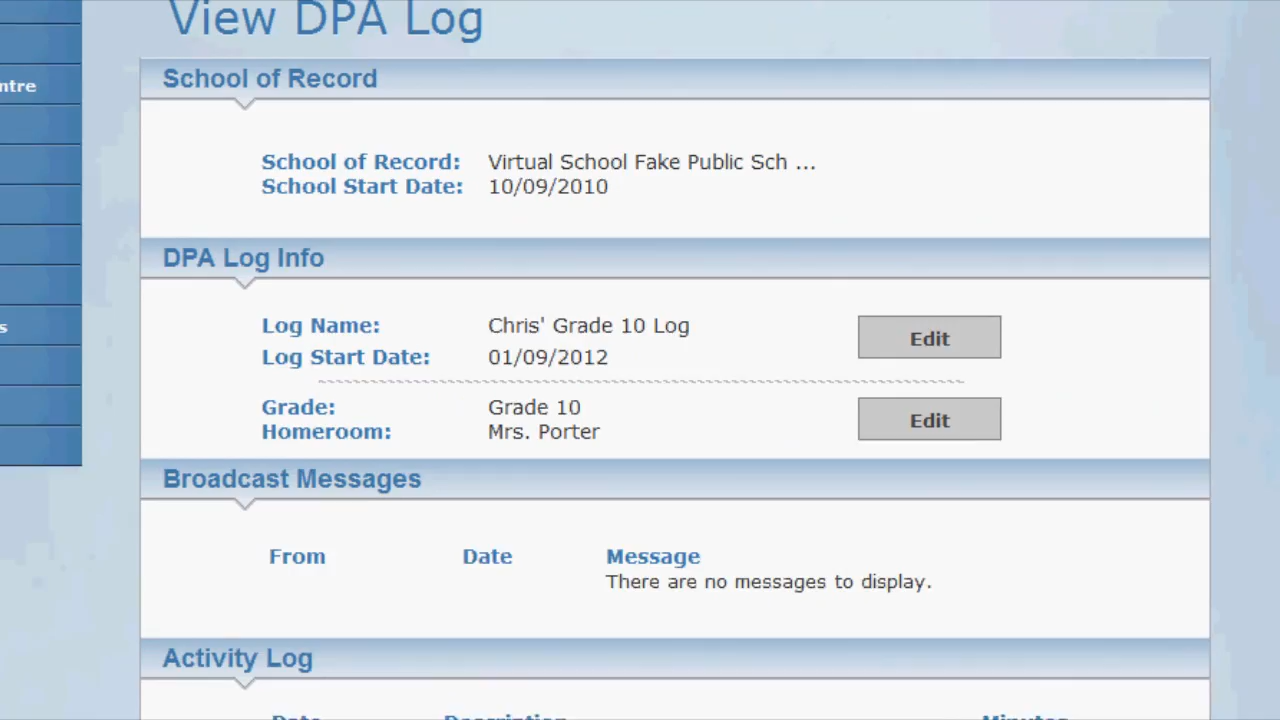 View DPA Log
ntre
School of Record
School of Record: Virtual School Fake Public Sch ...
School Start Date: 10/09/2010
DPA Log Info
s
Log Name: Chris' Grade 10 Log
Edit
Log Start Date: 01/09/2012
Grade: Grade 10
Edit
Homeroom: Mrs. Porter
Broadcast Messages
From Date Message
There are no messages to display.
Activity Log
Date Description Minutes